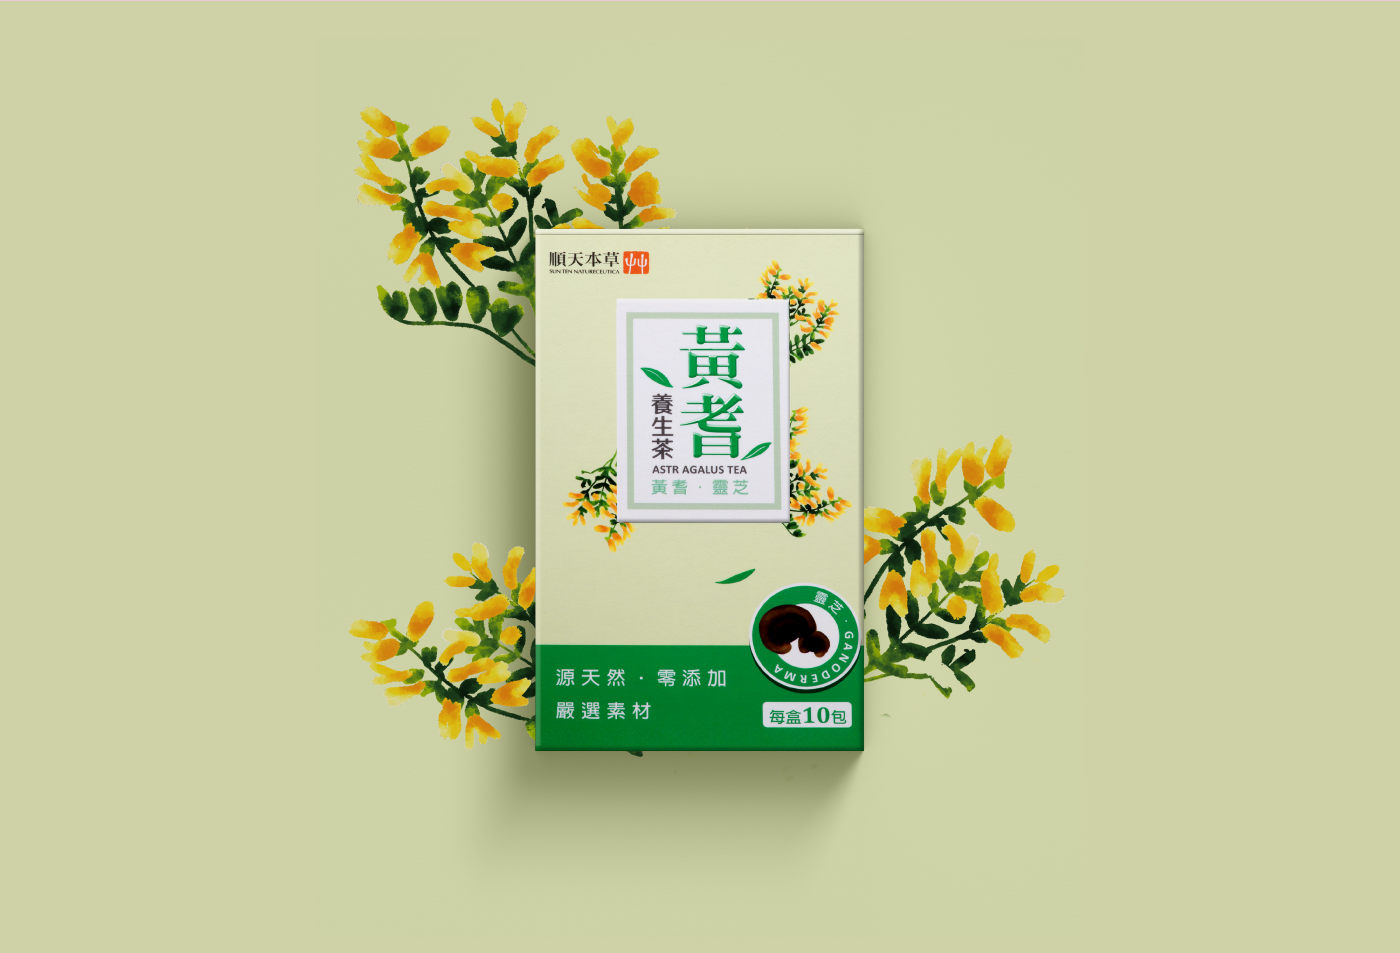 順天本草
SUN TEN NATURECEUTICA
黃耆
養生茶
ASTR AGALUS TEA
黃耆·靈芝
靈芝·GANODERMA
源天然·零添加
嚴選素材
每盒10包